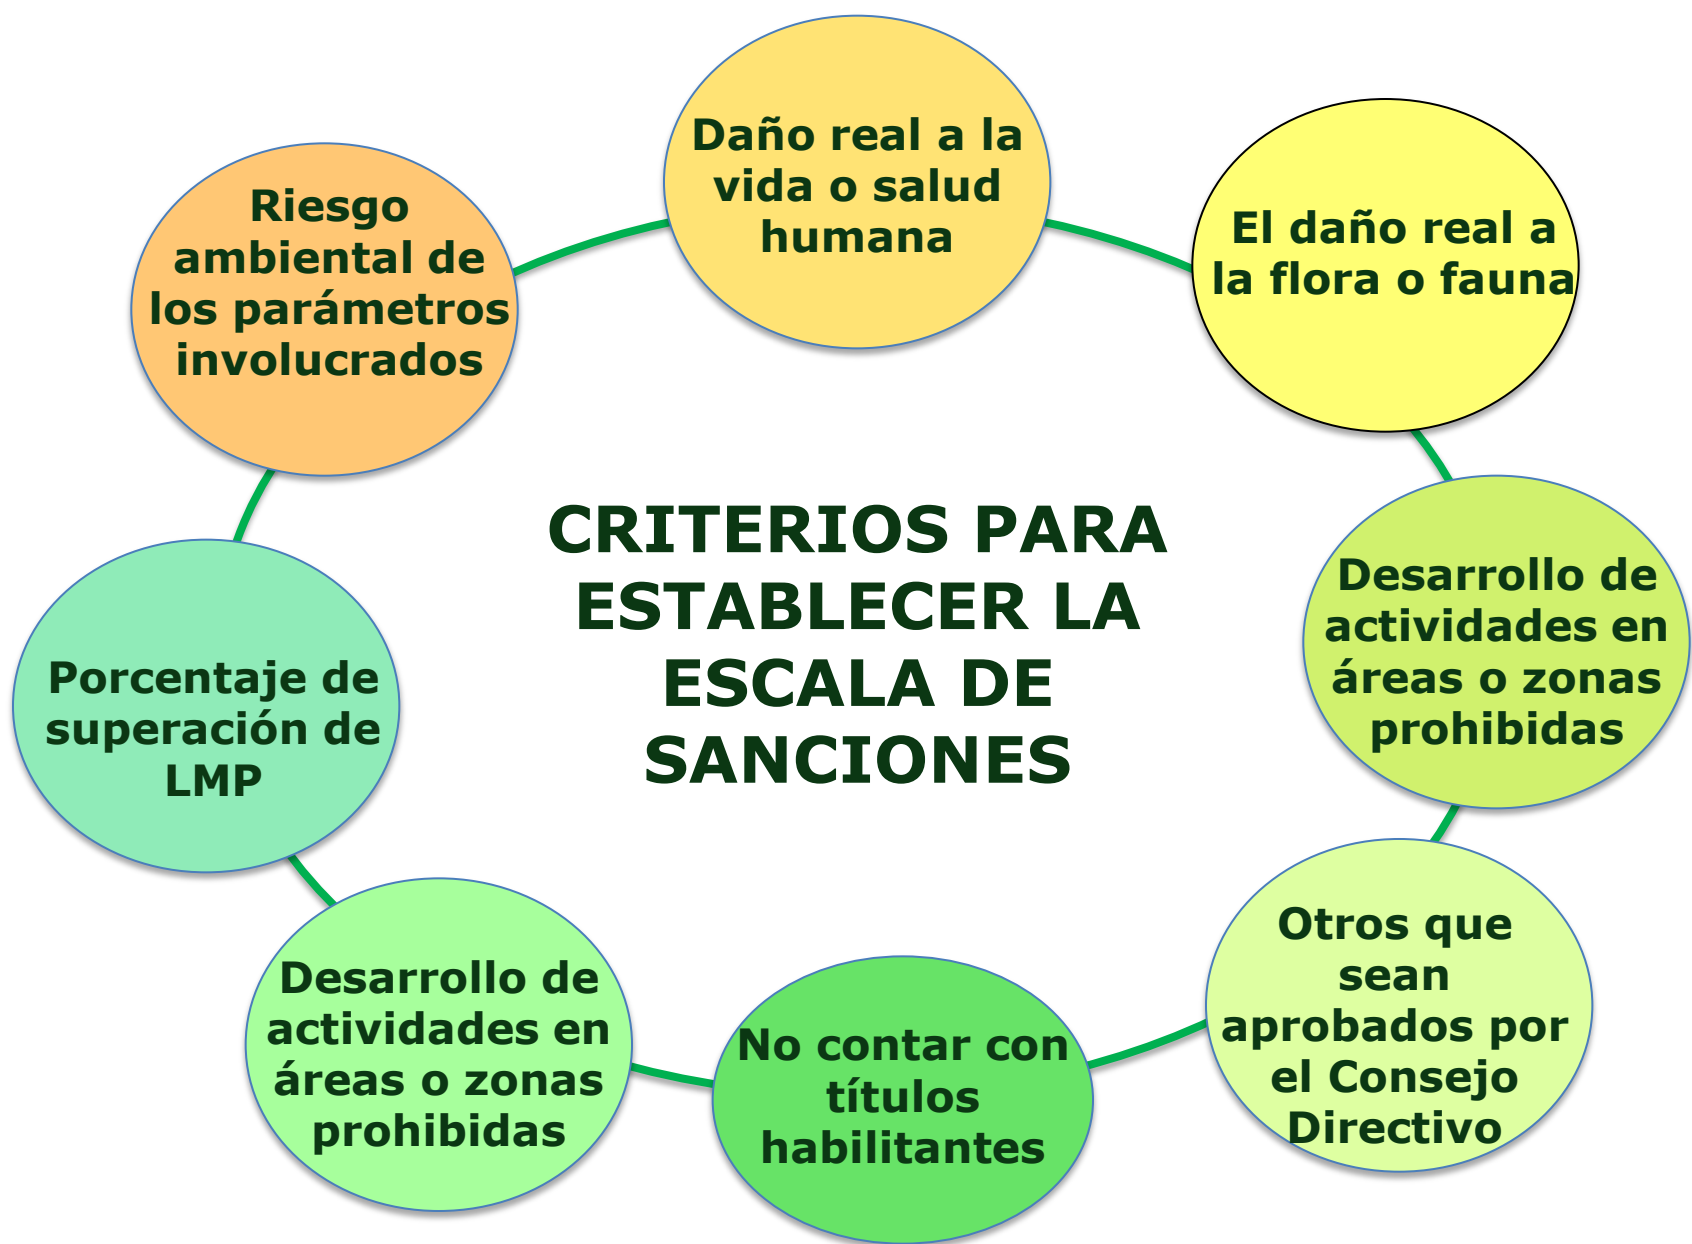 Daño real a la
vida o salud
humana
El daño real a
la flora o fauna
Riesgo
ambiental de
los parámetros
involucrados
CRITERIOS PARA
ESTABLECER LA
ESCALA DE
SANCIONES
Desarrollo de
actividades en
áreas o zonas
prohibidas
Porcentaje de
superación de
LMP
Otros que
sean
aprobados por
el Consejo
Directivo
Desarrollo de
actividades en
áreas o zonas
prohibidas
No contar con
títulos
habilitantes